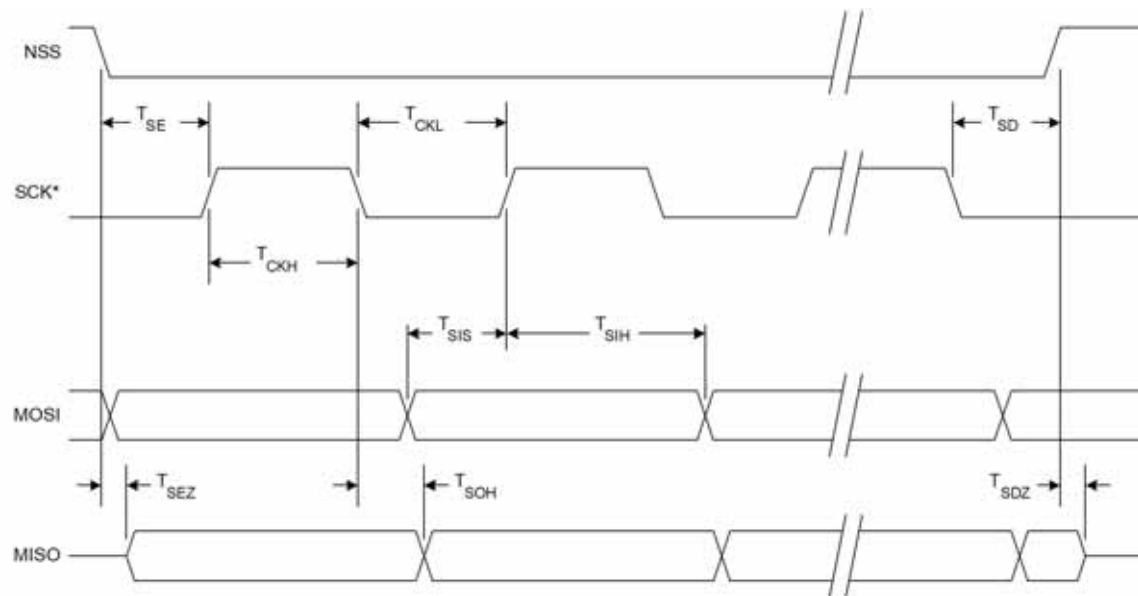 NSS
T_SE
T_CKL
T_SD
SCK*
T_CKH
T_SIS
T_SIH
MOSI
T_SEZ
T_SOH
T_SDZ
MISO